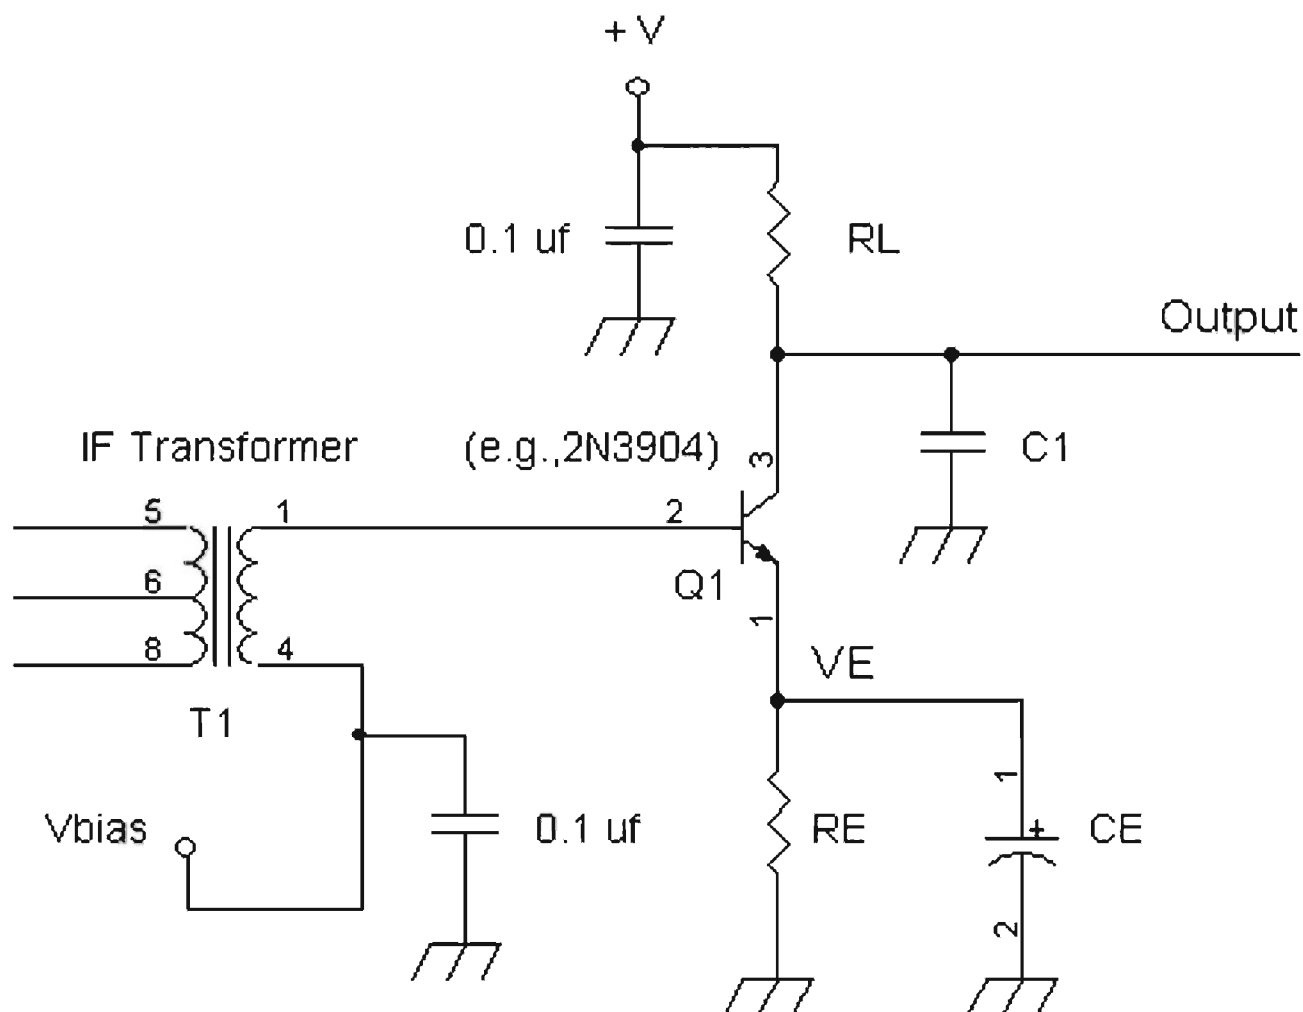 + V
0.1 uf
RL
Output
IF Transformer
(e.g.,2N3904)
3
C1
5
1
2
6
Q1
1
8
4
VE
T1
1
Vbias
0.1 uf
RE
+
CE
2